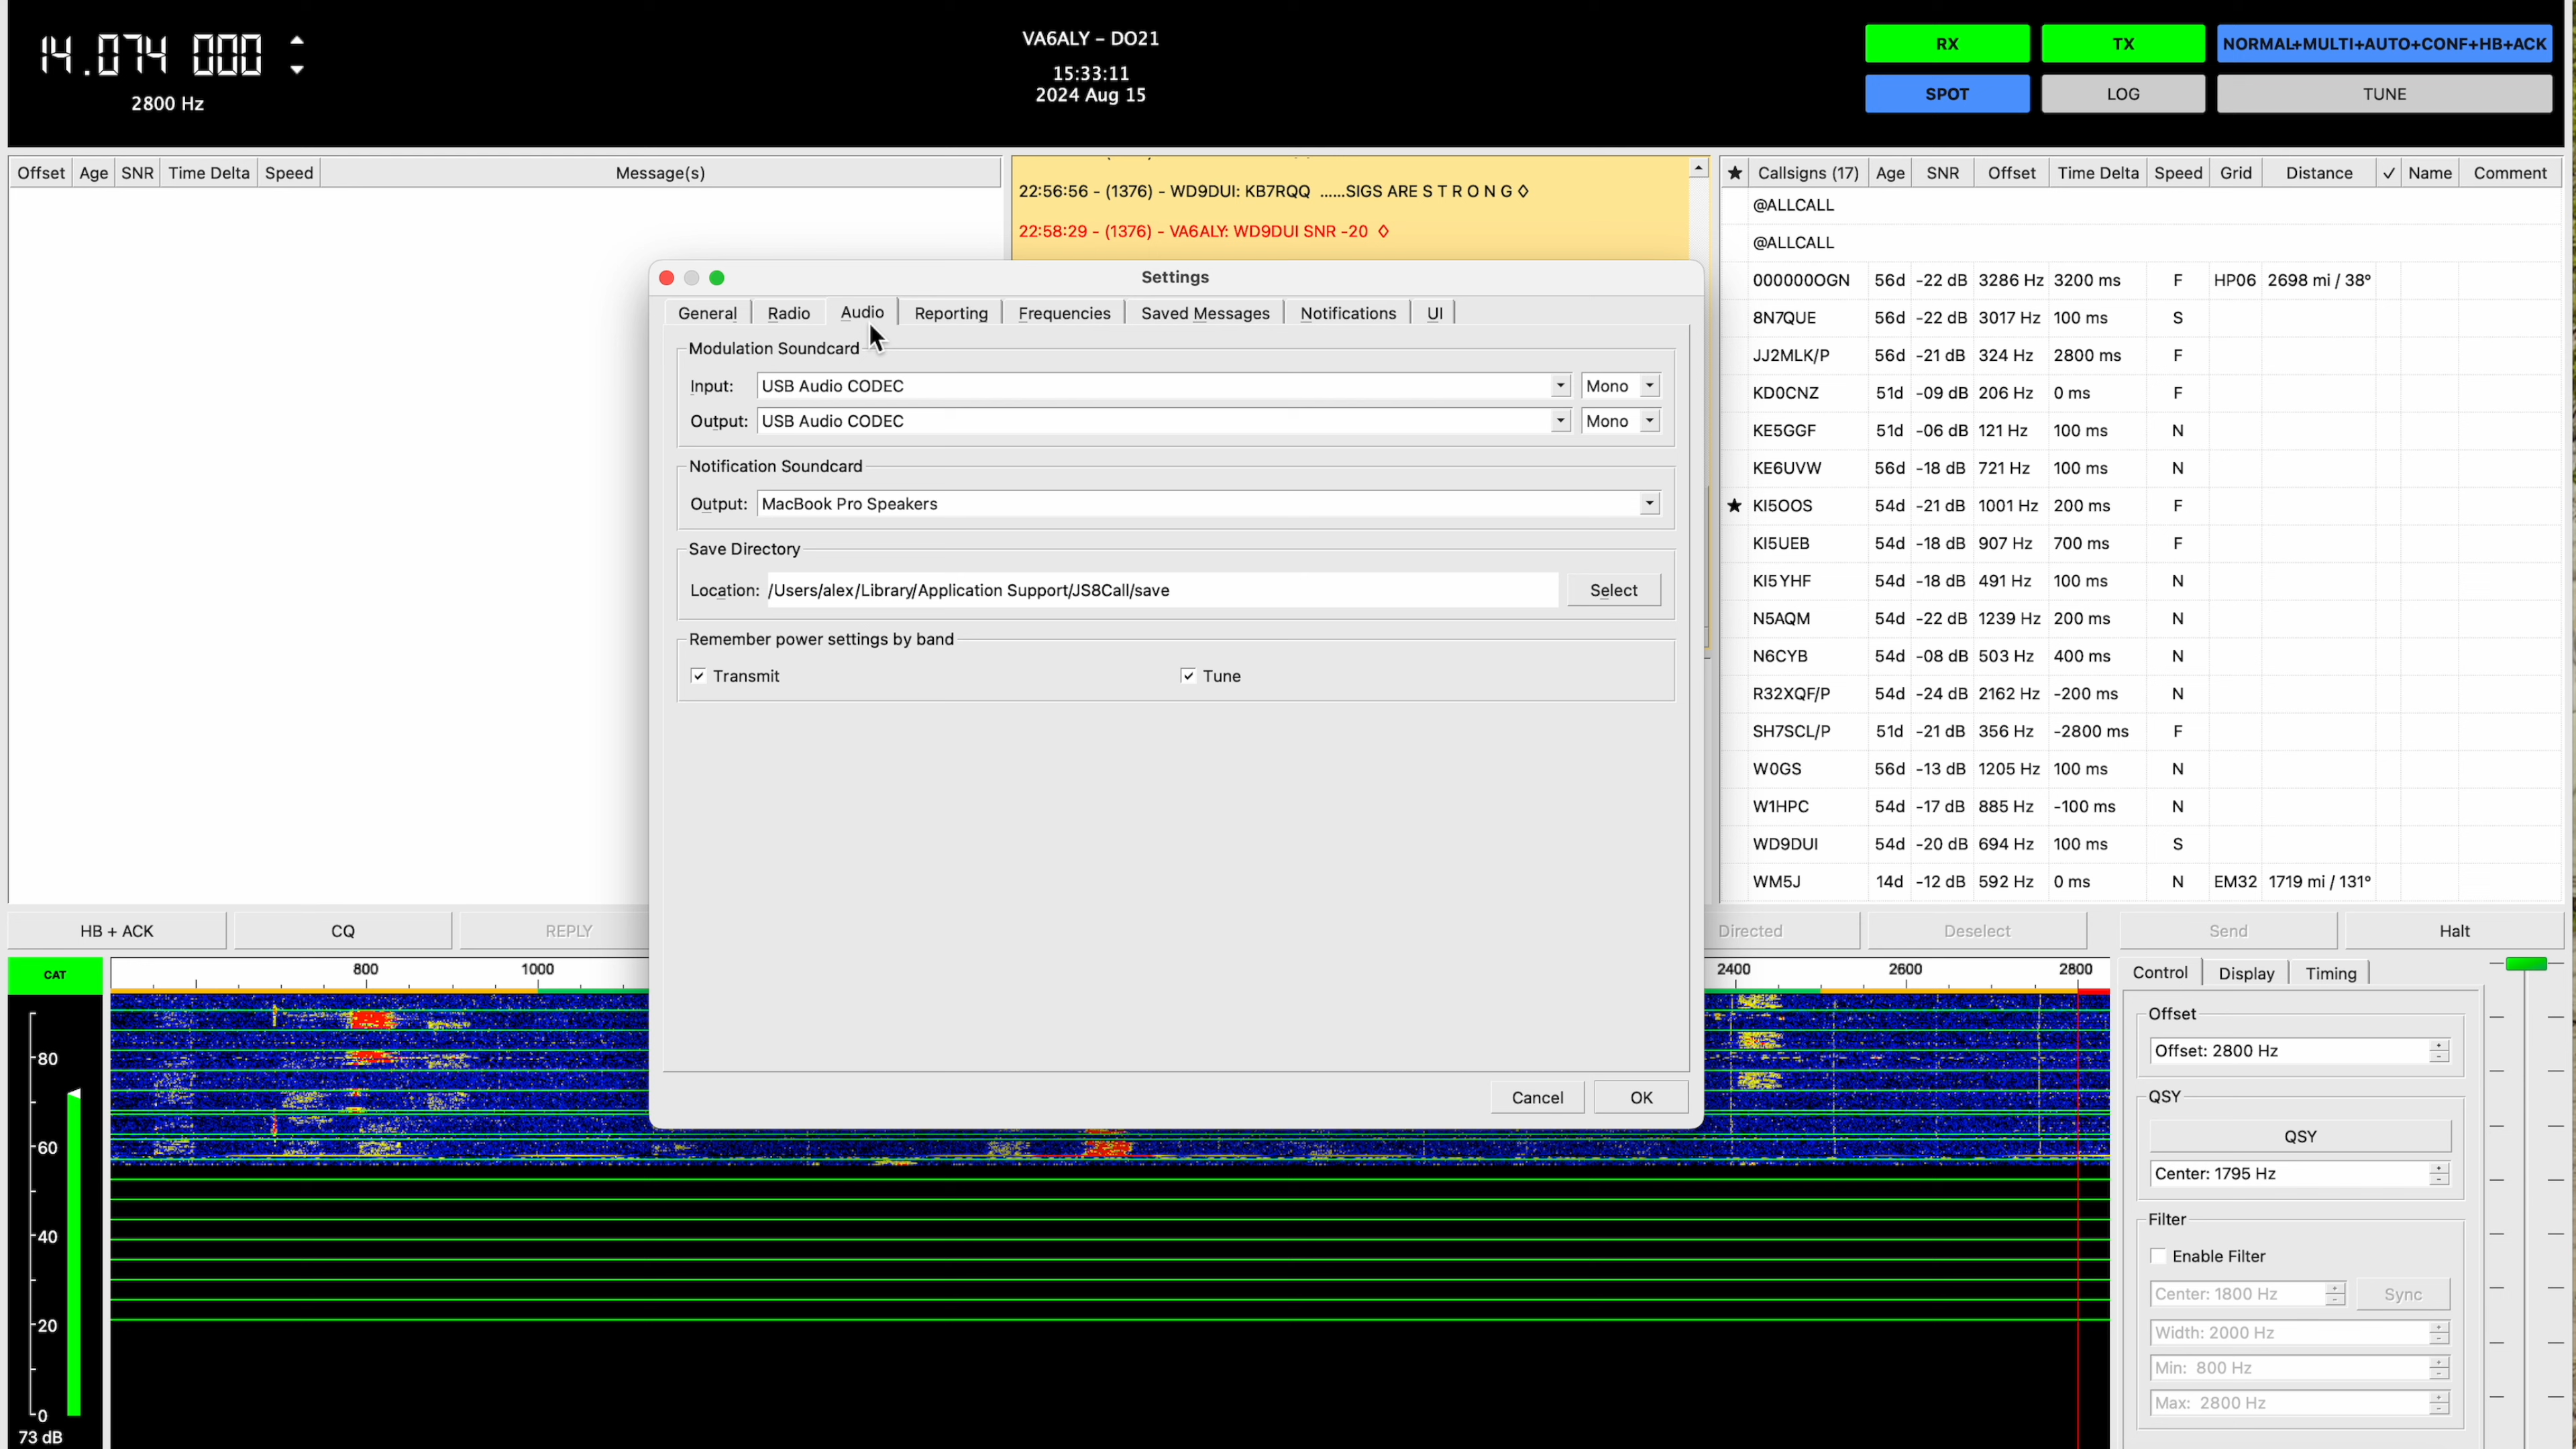 14.074 000
2800 Hz
VA6ALY – DO21
15:33:11
2024 Aug 15
RX
TX
NORMAL+MULTI+AUTO+CONF+HB+ACK
SPOT
LOG
TUNE
Offset Age SNR Time Delta Speed Message(s)
22:56:56 - (1376) - WD9DUI: KB7RQQ ......SIGS ARE S T R O N G ◊
22:58:29 - (1376) - VA6ALY: WD9DUI SNR -20 ◊
★ Callsigns (17) Age SNR Offset Time Delta Speed Grid Distance ✓ Name Comment
@ALLCALL
@ALLCALL
000000OGN 56d -22 dB 3286 Hz 3200 ms F HP06 2698 mi / 38°
8N7QUE 56d -22 dB 3017 Hz 100 ms S
JJ2MLK/P 56d -21 dB 324 Hz 2800 ms F
KD0CNZ 51d -09 dB 206 Hz 0 ms F
KE5GGF 51d -06 dB 121 Hz 100 ms N
KE6UVW 56d -18 dB 721 Hz 100 ms N
★ KI5OOS 54d -21 dB 1001 Hz 200 ms F
KI5UEB 54d -18 dB 907 Hz 700 ms F
KI5YHF 54d -18 dB 491 Hz 100 ms N
N5AQM 54d -22 dB 1239 Hz 200 ms N
N6CYB 54d -08 dB 503 Hz 400 ms N
R32XQF/P 54d -24 dB 2162 Hz -200 ms N
SH7SCL/P 51d -21 dB 356 Hz -2800 ms F
W0GS 56d -13 dB 1205 Hz 100 ms N
W1HPC 54d -17 dB 885 Hz -100 ms N
WD9DUI 54d -20 dB 694 Hz 100 ms S
WM5J 14d -12 dB 592 Hz 0 ms N EM32 1719 mi / 131°
Settings
General Radio Audio Reporting Frequencies Saved Messages Notifications UI
Modulation Soundcard
Input: USB Audio CODEC Mono
Output: USB Audio CODEC Mono
Notification Soundcard
Output: MacBook Pro Speakers
Save Directory
Location: /Users/alex/Library/Application Support/JS8Call/save Select
Remember power settings by band
Transmit Tune
Cancel OK
HB + ACK CQ REPLY Directed Deselect Send Halt
CAT
800 1000 2400 2600 2800
80
60
40
20
0
73 dB
Control Display Timing
Offset
Offset: 2800 Hz
QSY
QSY
Center: 1795 Hz
Filter
Enable Filter
Center: 1800 Hz Sync
Width: 2000 Hz
Min: 800 Hz
Max: 2800 Hz